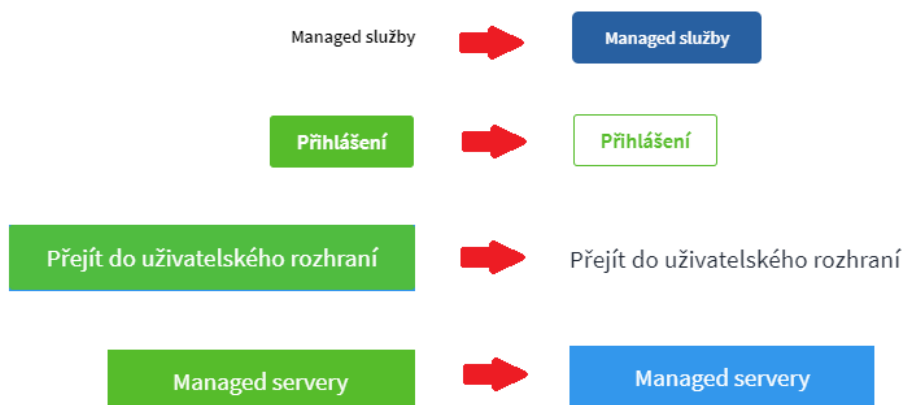 Managed služby
Managed služby
Přihlášení
Přihlášení
Přejít do uživatelského rozhraní
Přejít do uživatelského rozhraní
Managed servery
Managed servery